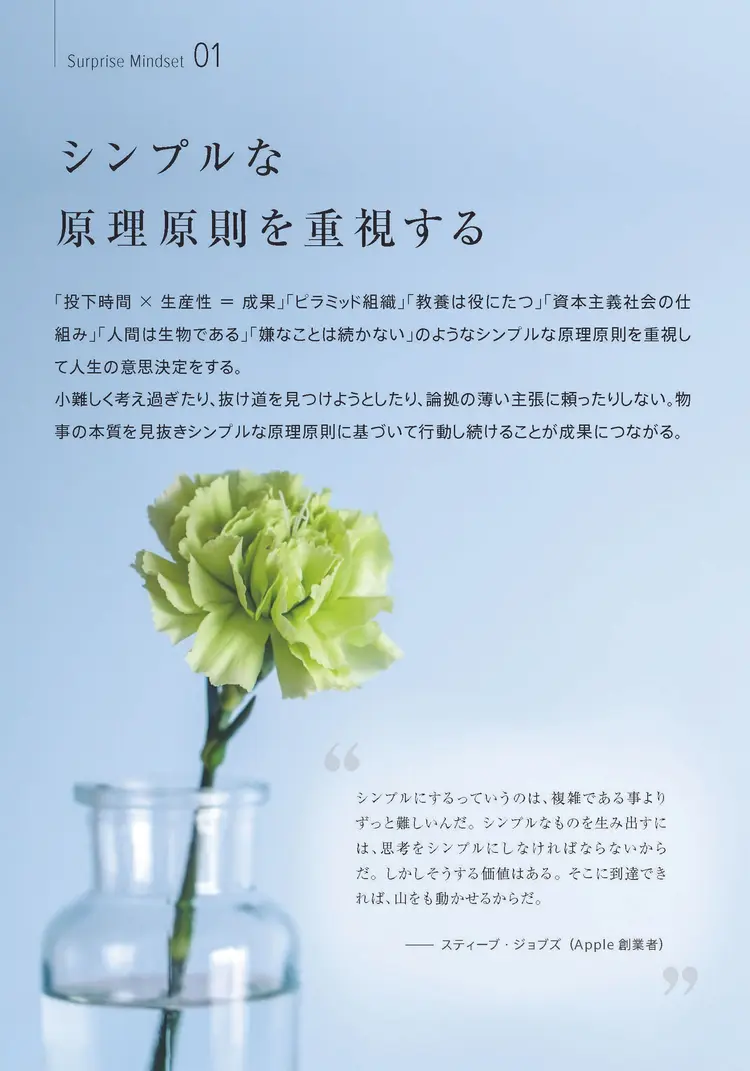 Surprise Mindset 01
シンプルな
原理原則を重視する
「投下時間 × 生産性 ＝ 成果」「ピラミッド組織」「教養は役にたつ」「資本主義社会の仕
組み」「人間は生物である」「嫌なことは続かない」のようなシンプルな原理原則を重視し
て人生の意思決定をする。
小難しく考え過ぎたり、抜け道を見つけようとしたり、論拠の薄い主張に頼ったりしない。物
事の本質を見抜きシンプルな原理原則に基づいて行動し続けることが成果につながる。
“
シンプルにするっていうのは、複雑である事より
ずっと難しいんだ。シンプルなものを生み出すに
は、思考をシンプルにしなければならないから
だ。しかしそうする価値はある。そこに到達でき
れば、山をも動かせるからだ。
—— スティーブ・ジョブズ（Apple 創業者）
”